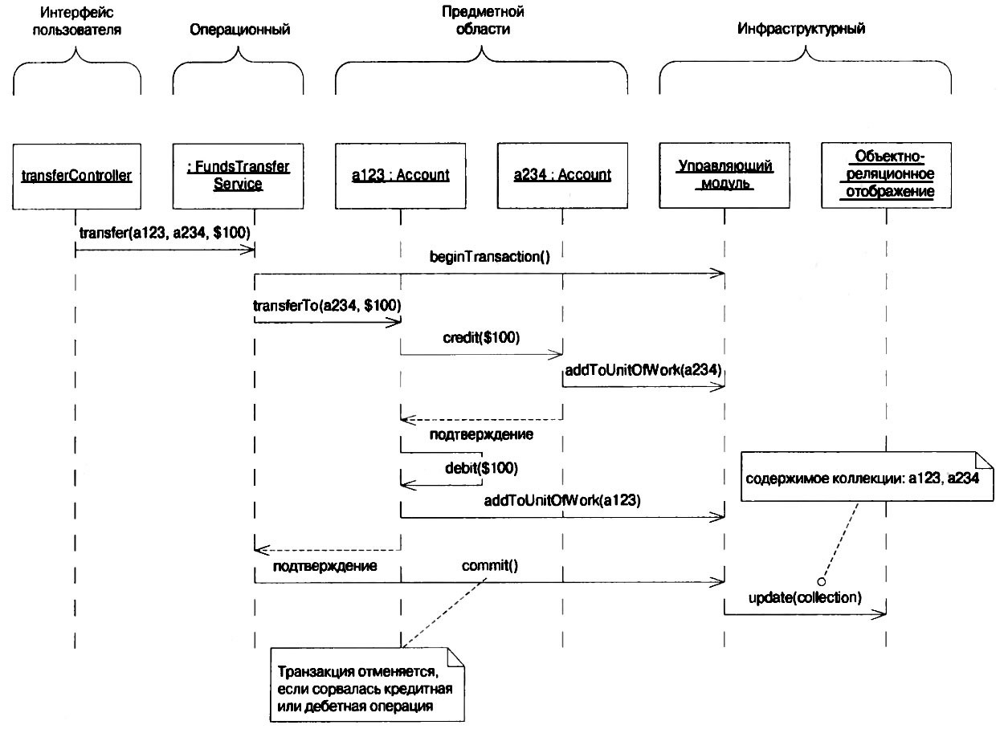 Интерфейс
пользователя
Операционный
Предметной
области
Инфраструктурный
transferController
: FundsTransfer
Service
a123 : Account
a234 : Account
Управляющий
модуль
Объектно-
реляционное
отображение
transfer(a123, a234, $100)
beginTransaction()
transferTo(a234, $100)
credit($100)
addToUnitOfWork(a234)
подтверждение
debit($100)
содержимое коллекции: a123, a234
addToUnitOfWork(a123)
подтверждение
commit()
update(collection)
Транзакция отменяется,
если сорвалась кредитная
или дебетная операция